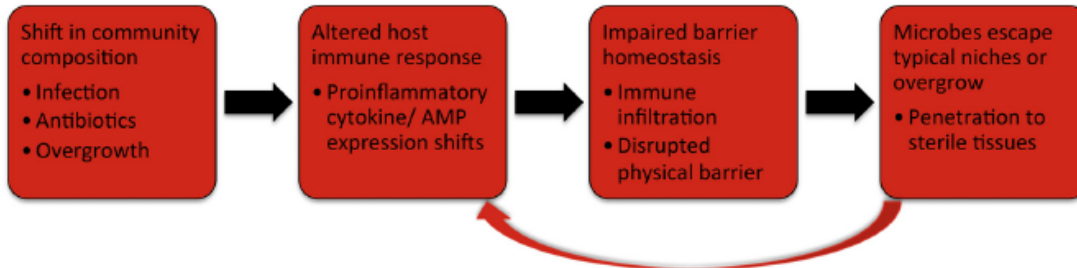 Shift in community
composition
• Infection
• Antibiotics
• Overgrowth
Altered host
immune response
• Proinflammatory
cytokine/ AMP
expression shifts
Impaired barrier
homeostasis
• Immune
infiltration
• Disrupted
physical barrier
Microbes escape
typical niches or
overgrow
• Penetration to
sterile tissues